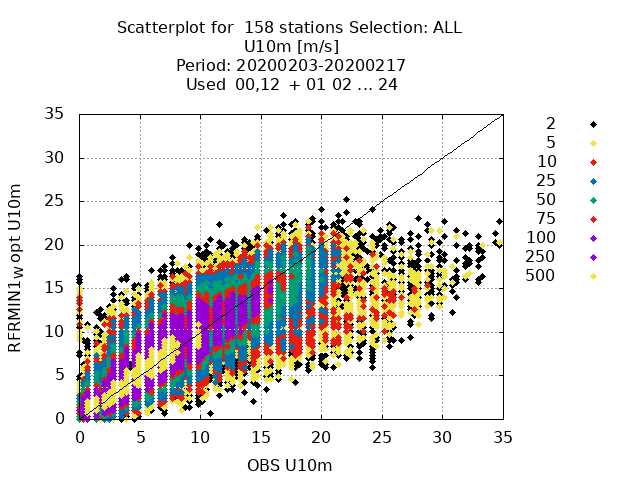 Scatterplot for  158 stations Selection: ALL
U10m [m/s]
Period: 20200203-20200217
Used  00,12  + 01 02 ... 24
RFRMIN1w opt U10m
35
30
25
20
15
10
5
0
0 5 10 15 20 25 30 35
OBS U10m
2
5
10
25
50
75
100
250
500